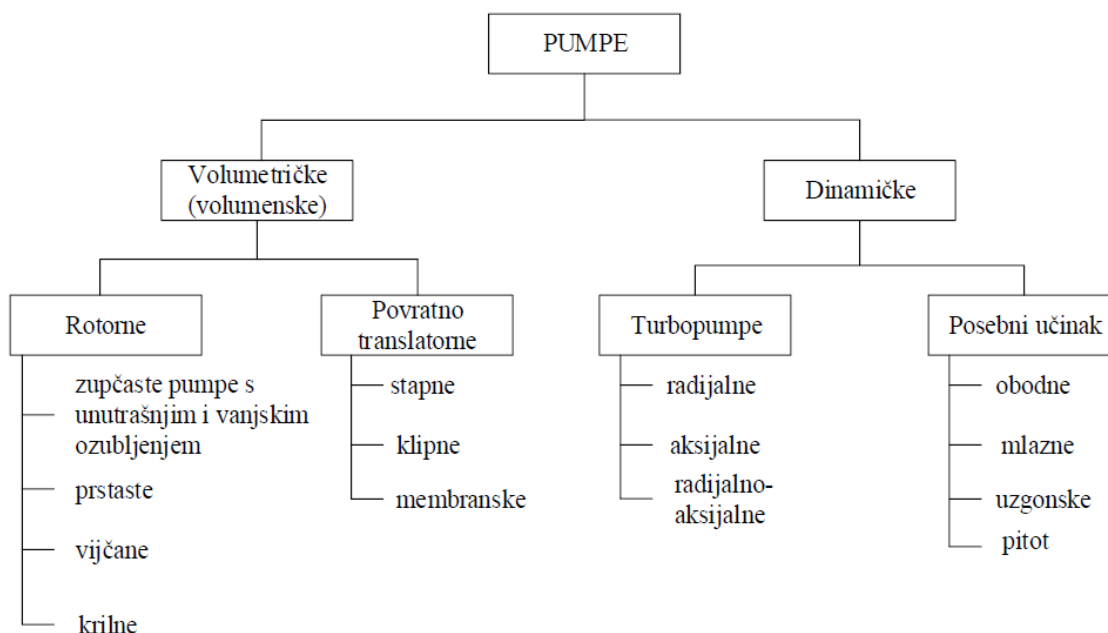 PUMPE
Volumetričke
(volumenske)
Dinamičke
Rotorne
Povratno
translatorne
Turbopumpe
Posebni učinak
zupčaste pumpe s
unutrašnjim i vanjskim
ozubljenjem
prstaste
vijčane
krilne
stapne
klipne
membranske
radijalne
aksijalne
radijalno-
aksijalne
obodne
mlazne
uzgonske
pitot